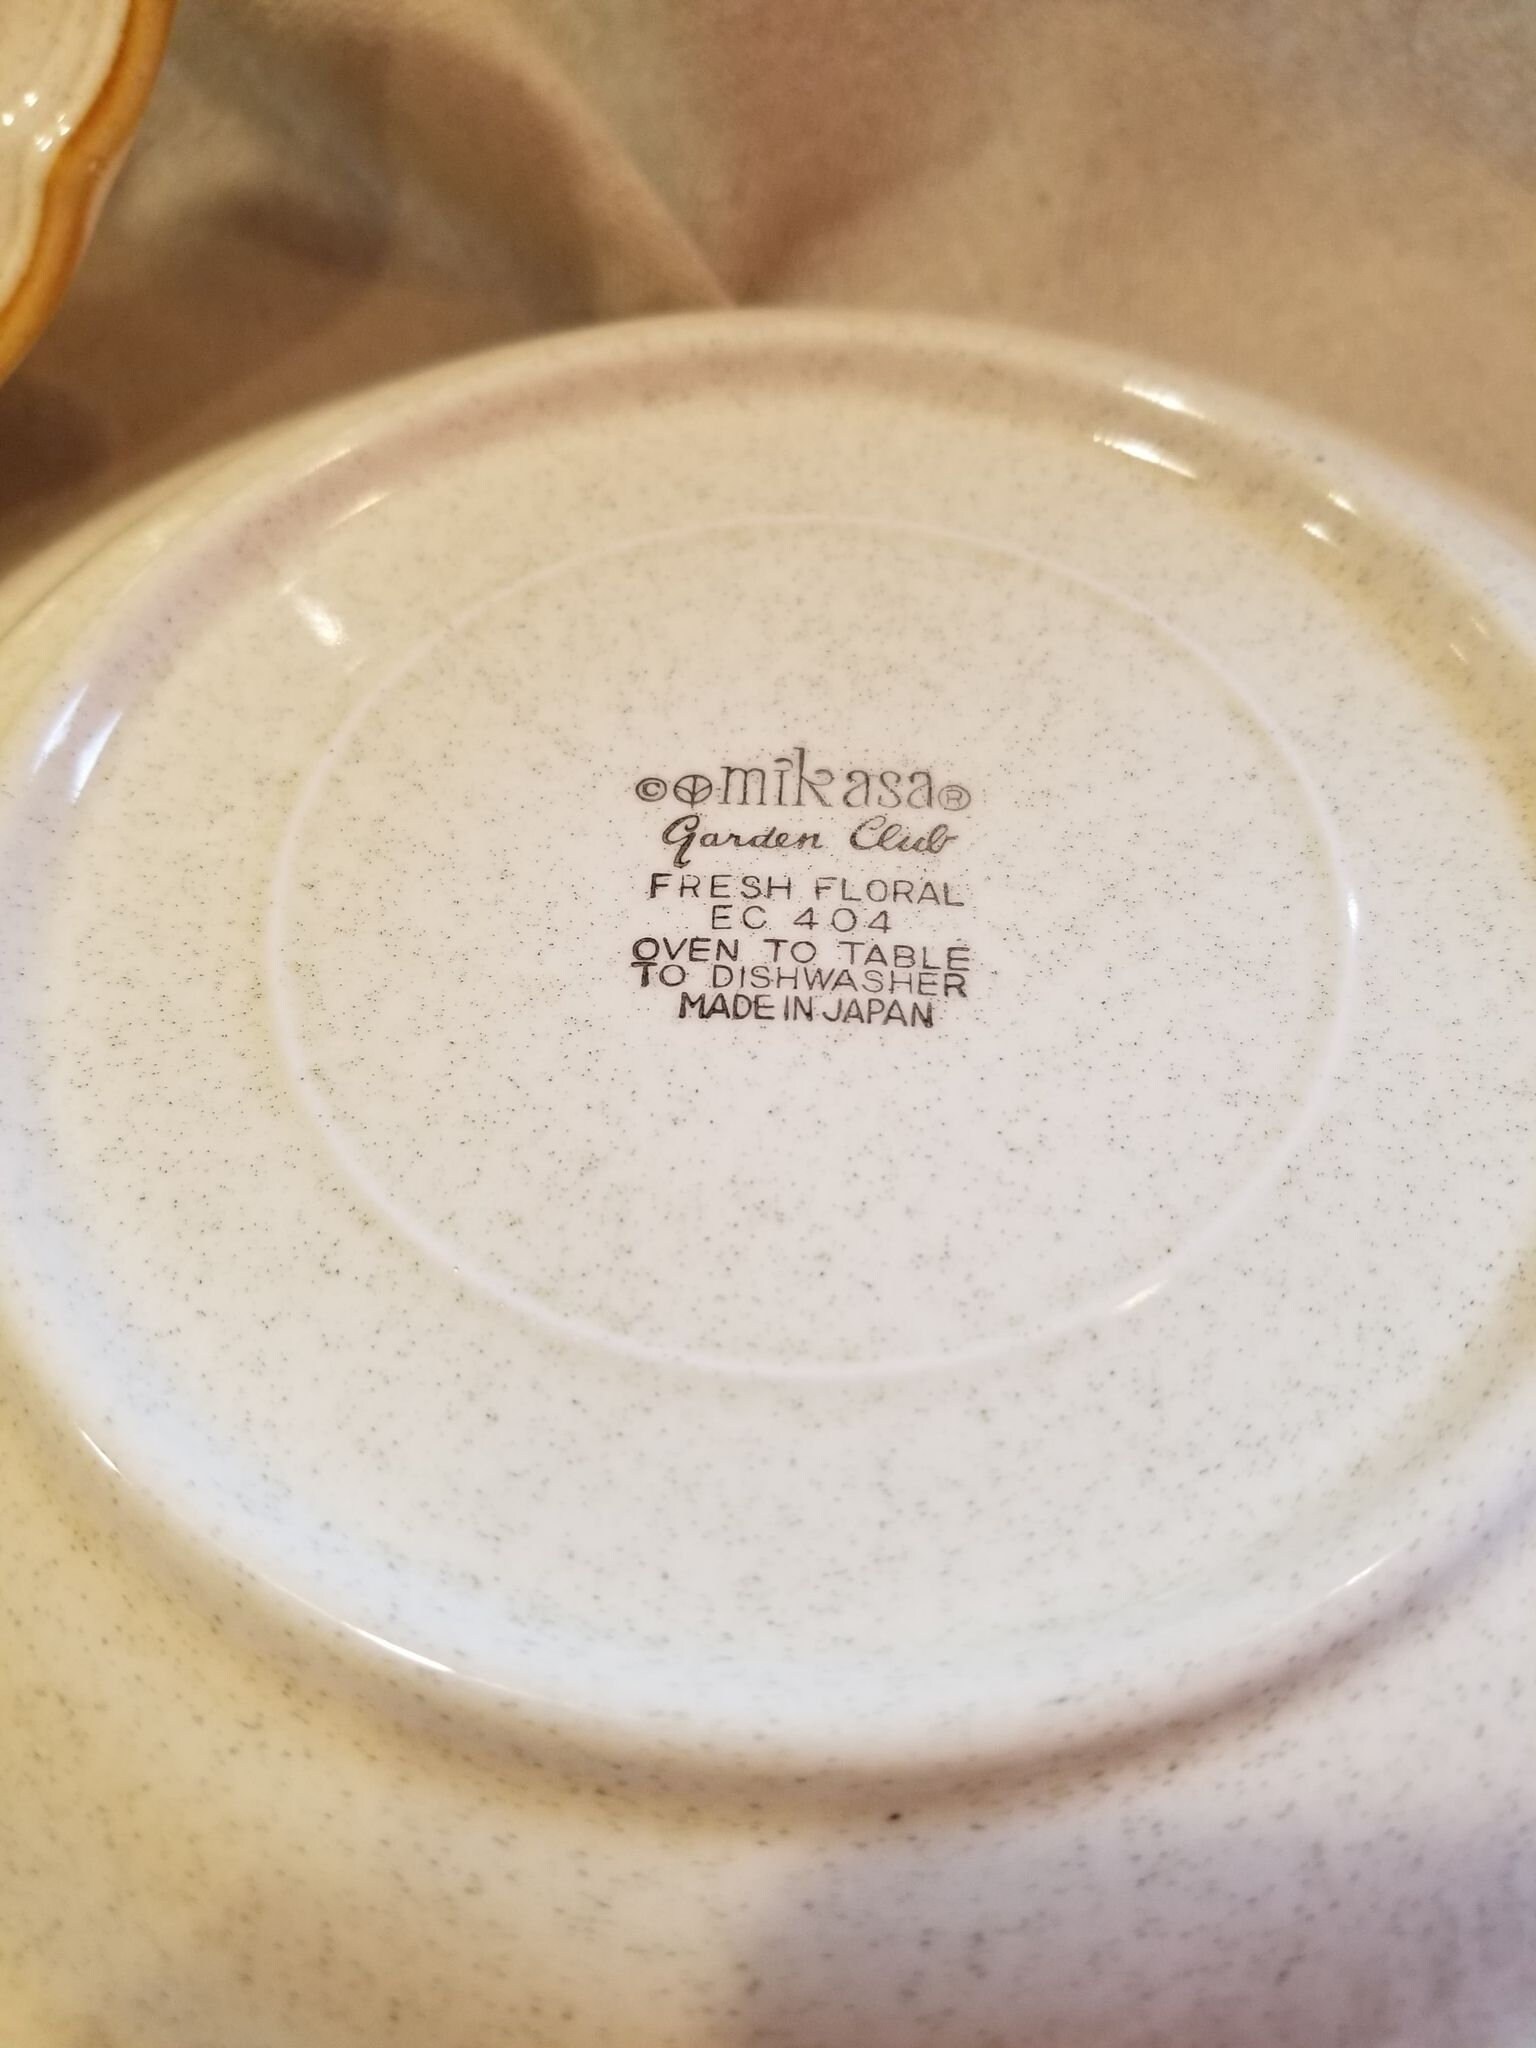 © mikasa ®
Garden Club
FRESH FLORAL
EC 404
OVEN TO TABLE
TO DISHWASHER
MADE IN JAPAN